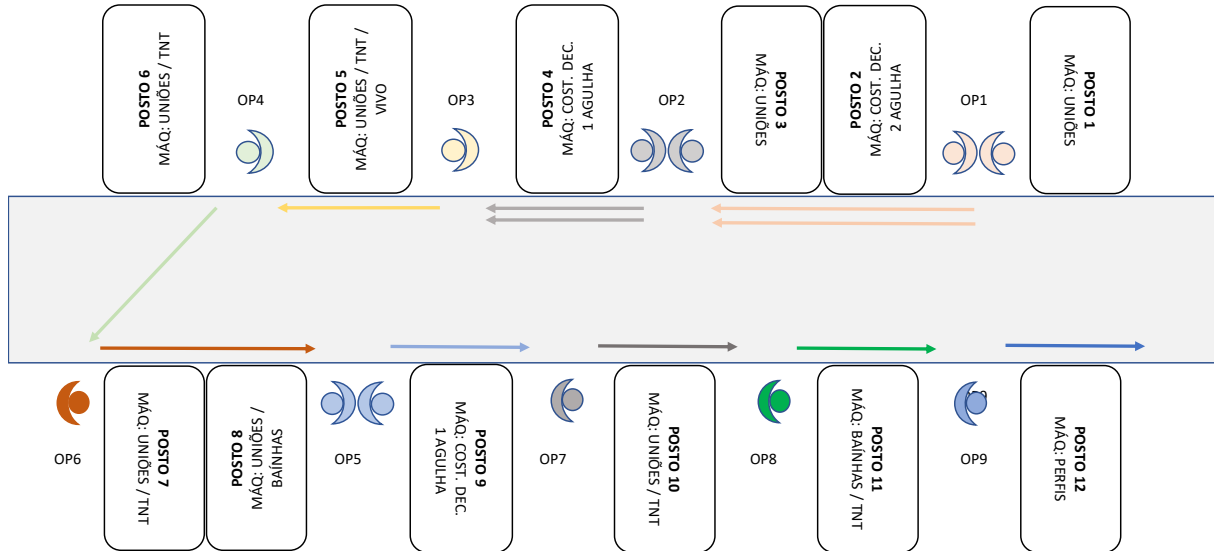 POSTO 6
MÁQ: UNIÕES / TNT
OP4
POSTO 5
MÁQ: UNIÕES / TNT /
VIVO
OP3
POSTO 4
MÁQ: COST. DEC.
1 AGULHA
OP2
POSTO 3
MÁQ: UNIÕES
POSTO 2
MÁQ: COST. DEC.
2 AGULHA
OP1
POSTO 1
MÁQ: UNIÕES
OP6
POSTO 7
MÁQ: UNIÕES / TNT
POSTO 8
MÁQ: UNIÕES /
BAÍNHAS
OP5
POSTO 9
MÁQ: COST. DEC.
1 AGULHA
OP7
POSTO 10
MÁQ: UNIÕES / TNT
OP8
POSTO 11
MÁQ: BAÍNHAS / TNT
OP9
POSTO 12
MÁQ: PERFIS